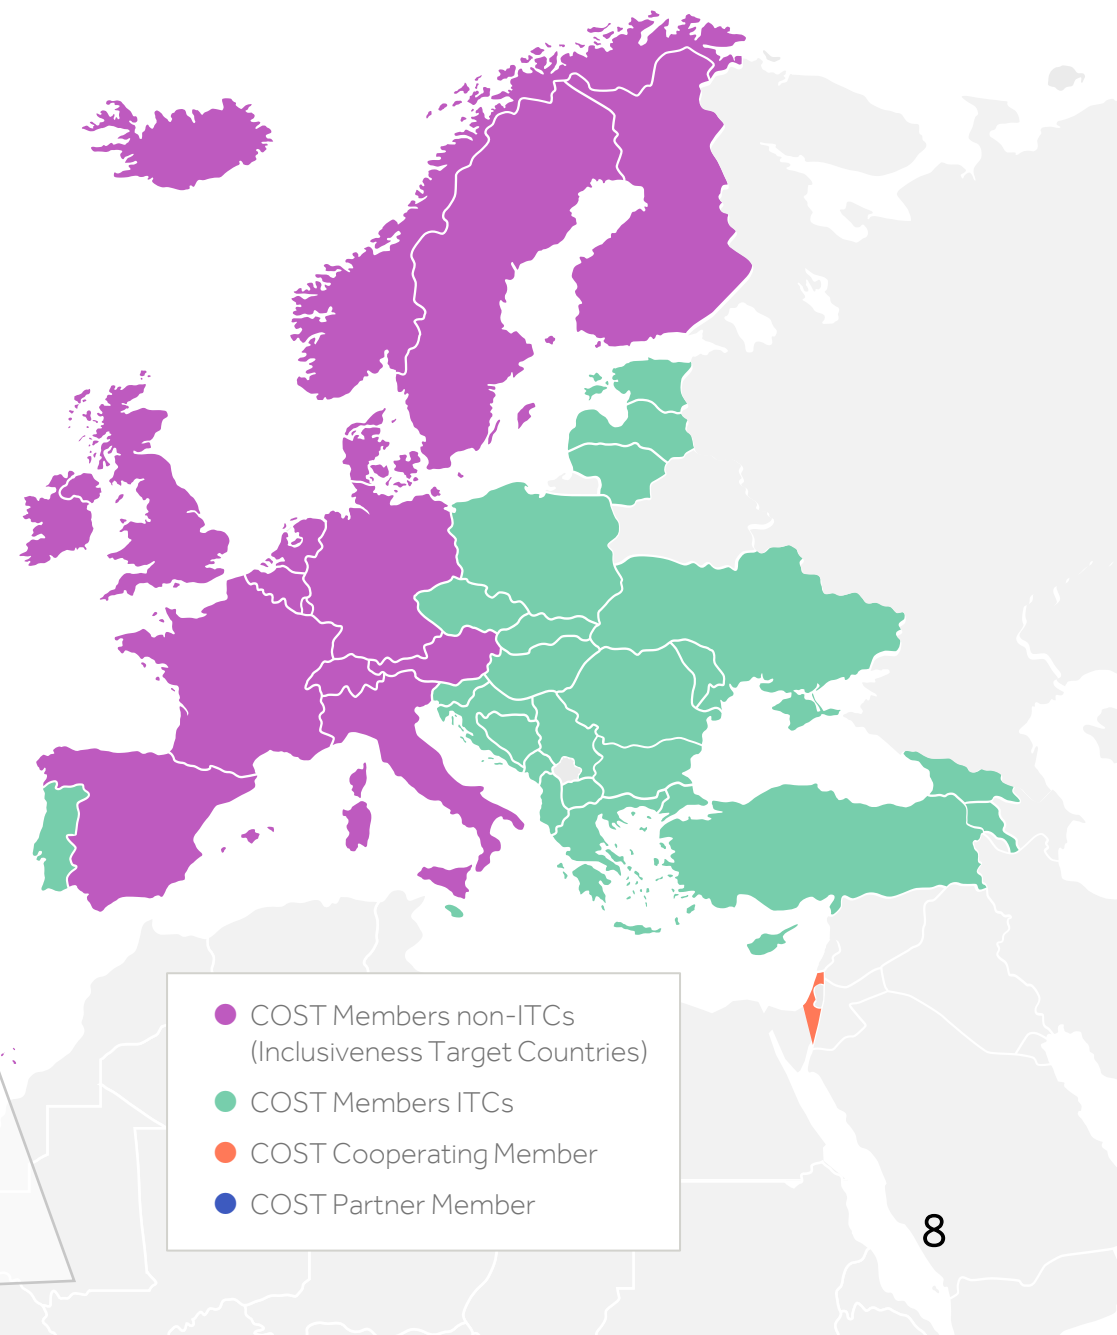 COST Members non-ITCs
(Inclusiveness Target Countries)
COST Members ITCs
COST Cooperating Member
COST Partner Member
8